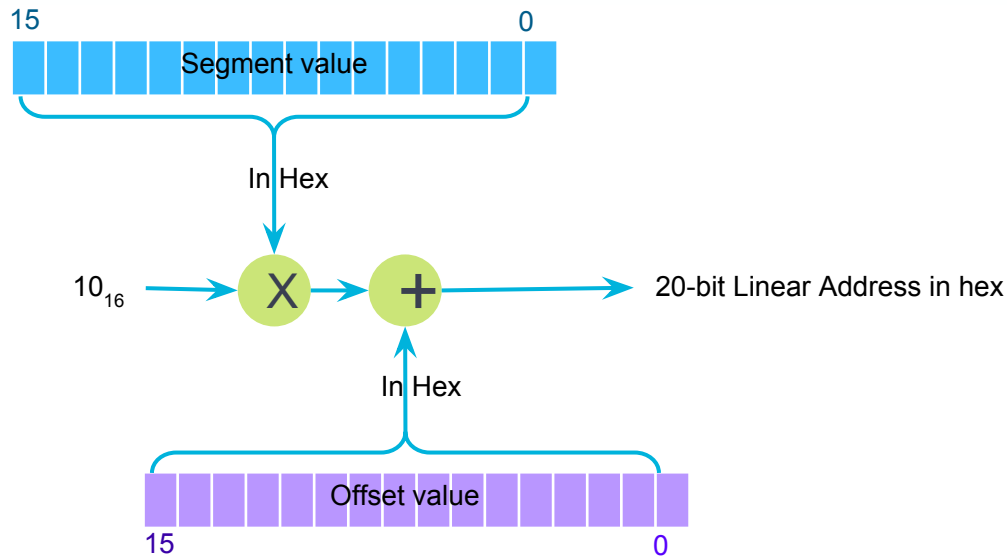 15 0
Segment value
In Hex
10₁₆ X + 20-bit Linear Address in hex
In Hex
Offset value
15 0